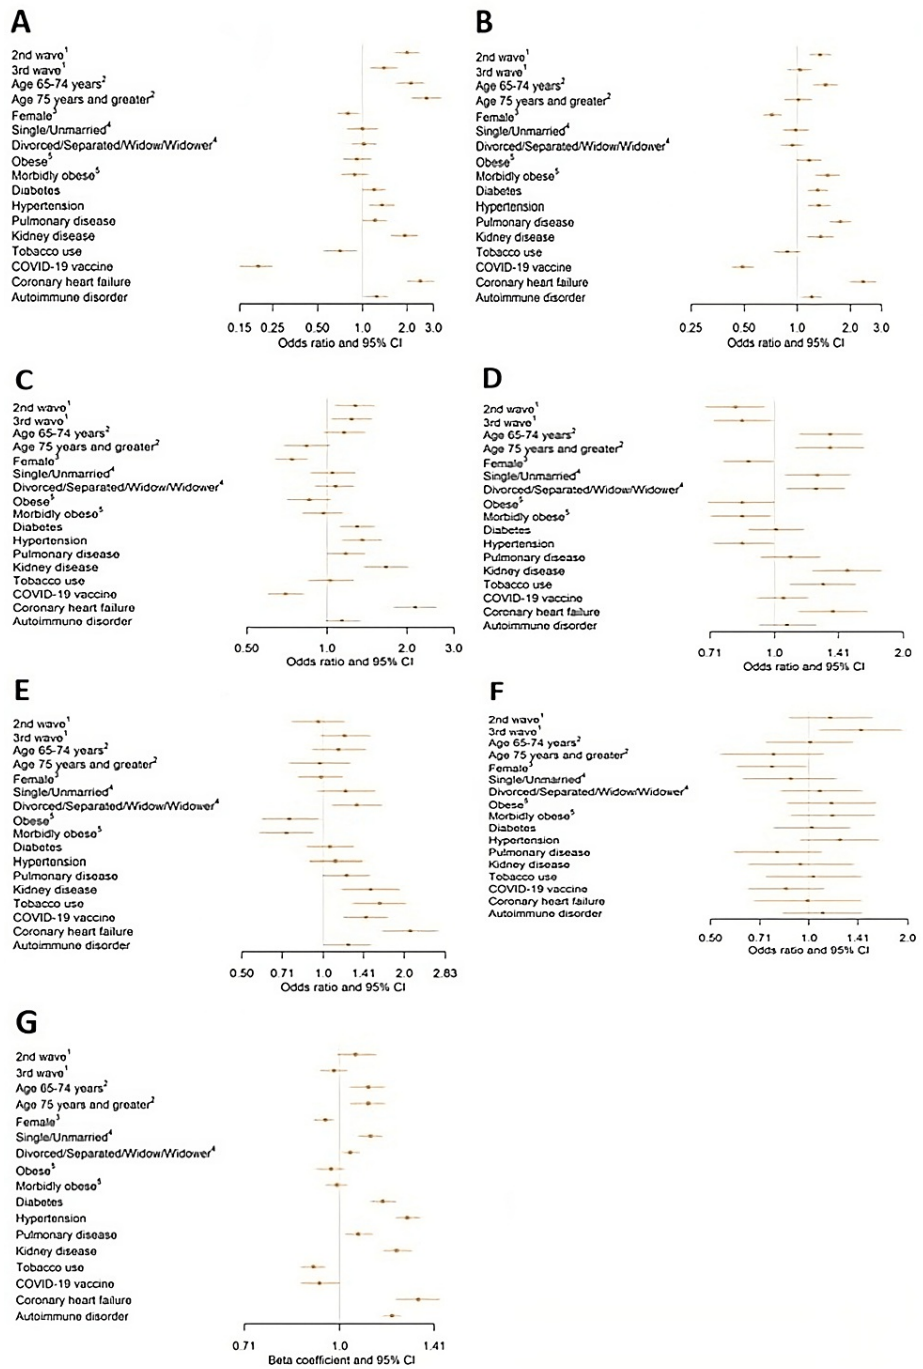 A
2nd wave¹
3rd wave¹
Age 65-74 years²
Age 75 years and greater²
Female³
Single/Unmarried⁴
Divorced/Separated/Widow/Widower⁴
Obese⁵
Morbidly obese⁵
Diabetes
Hypertension
Pulmonary disease
Kidney disease
Tobacco use
COVID-19 vaccine
Coronary heart failure
Autoimmune disorder
0.15 0.25 0.50 1.0 2.0 3.0
Odds ratio and 95% CI
B
2nd wave¹
3rd wave¹
Age 65-74 years²
Age 75 years and greater²
Female³
Single/Unmarried⁴
Divorced/Separated/Widow/Widower⁴
Obese⁵
Morbidly obese⁵
Diabetes
Hypertension
Pulmonary disease
Kidney disease
Tobacco use
COVID-19 vaccine
Coronary heart failure
Autoimmune disorder
0.25 0.50 1.0 2.0 3.0
Odds ratio and 95% CI
C
2nd wave¹
3rd wave¹
Age 65-74 years²
Age 75 years and greater²
Female³
Single/Unmarried⁴
Divorced/Separated/Widow/Widower⁴
Obese⁵
Morbidly obese⁵
Diabetes
Hypertension
Pulmonary disease
Kidney disease
Tobacco use
COVID-19 vaccine
Coronary heart failure
Autoimmune disorder
0.50 1.0 2.0 3.0
Odds ratio and 95% CI
D
2nd wave¹
3rd wave¹
Age 65-74 years²
Age 75 years and greater²
Female³
Single/Unmarried⁴
Divorced/Separated/Widow/Widower⁴
Obese⁵
Morbidly obese⁵
Diabetes
Hypertension
Pulmonary disease
Kidney disease
Tobacco use
COVID-19 vaccine
Coronary heart failure
Autoimmune disorder
0.71 1.0 1.41 2.0
Odds ratio and 95% CI
E
2nd wave¹
3rd wave¹
Age 65-74 years²
Age 75 years and greater²
Female³
Single/Unmarried⁴
Divorced/Separated/Widow/Widower⁴
Obese⁵
Morbidly obese⁵
Diabetes
Hypertension
Pulmonary disease
Kidney disease
Tobacco use
COVID-19 vaccine
Coronary heart failure
Autoimmune disorder
0.50 0.71 1.0 1.41 2.0 2.83
Odds ratio and 95% CI
F
2nd wave¹
3rd wave¹
Age 65-74 years²
Age 75 years and greater²
Female³
Single/Unmarried⁴
Divorced/Separated/Widow/Widower⁴
Obese⁵
Morbidly obese⁵
Diabetes
Hypertension
Pulmonary disease
Kidney disease
Tobacco use
COVID-19 vaccine
Coronary heart failure
Autoimmune disorder
0.50 0.71 1.0 1.41 2.0
Odds ratio and 95% CI
G
2nd wave¹
3rd wave¹
Age 65-74 years²
Age 75 years and greater²
Female³
Single/Unmarried⁴
Divorced/Separated/Widow/Widower⁴
Obese⁵
Morbidly obese⁵
Diabetes
Hypertension
Pulmonary disease
Kidney disease
Tobacco use
COVID-19 vaccine
Coronary heart failure
Autoimmune disorder
0.71 1.0 1.41
Beta coefficient and 95% CI